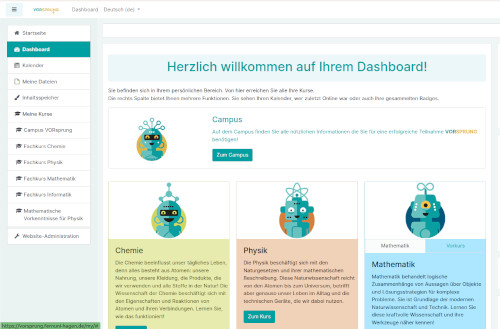 VORSPRUNG Dashboard Deutsch (de)
Startseite
Dashboard
Kalender
Meine Dateien
Inhaltsspeicher
Meine Kurse
Campus VORsprung
Fachkurs Chemie
Fachkurs Physik
Fachkurs Mathematik
Fachkurs Informatik
Mathematische
Vorkenntnisse für Physik
Website-Administration
Herzlich willkommen auf Ihrem Dashboard!
Sie befinden sich in Ihrem persönlichen Bereich. Von hier erreichen Sie alle Ihre Kurse.
Die rechte Spalte bietet Ihnen mehrere Funktionen. Sie sehen Ihren Kalender, wer zuletzt Online war oder auch Ihre gesammelten Badges.
Campus
Auf dem Campus finden Sie alle nützlichen Informationen die Sie für eine erfolgreiche Teilnahme VORSPRUNG
benötigen!
Zum Campus
Chemie
Die Chemie beeinflusst unser tägliches Leben,
denn alles besteht aus Atomen: unsere
Nahrung, unsere Kleidung, die Produkte, die
wir verwenden und alle Stoffe in der Natur! Die
Wissenschaft der Chemie beschäftigt sich mit
den Eigenschaften und Reaktionen von
Atomen und ihren Verbindungen. Lernen Sie,
wie das funktioniert!
Physik
Die Physik beschäftigt sich mit den
Naturgesetzen und ihrer mathematischen
Beschreibung. Diese Naturwissenschaft reicht
von den Atomen bis zum Universum, betrifft
aber genauso unser Leben im Alltag und die
technischen Geräte, die wir dabei nutzen.
Zum Kurs
Mathematik Vorkurs
Mathematik
Mathematik behandelt logische
Zusammenhänge von Aussagen über Objekte
und Lösungsstrategien für komplexe
Probleme. Sie ist Grundlage der modernen
Naturwissenschaft und Technik. Lernen Sie
diese kraftvolle Wissenschaft und ihre
Werkzeuge näher kennen!
https://vorsprung.fernuni-hagen.de/my/#